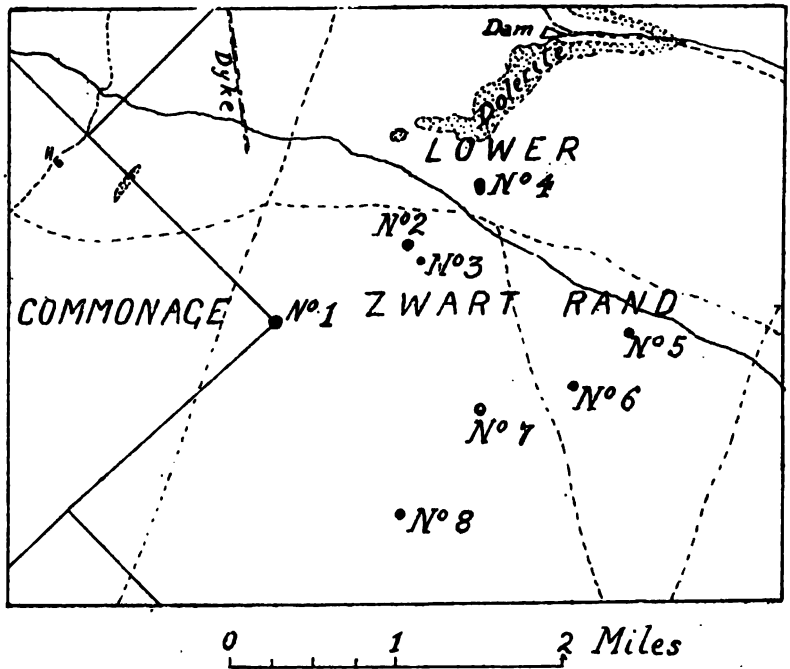 Dam
Dyke
Dolerite
Ho
LOWER
No 4
No 2
No 3
COMMONAGE
No 1
ZWART RAND
No 5
No 6
No 7
No 8
0 1 2 Miles